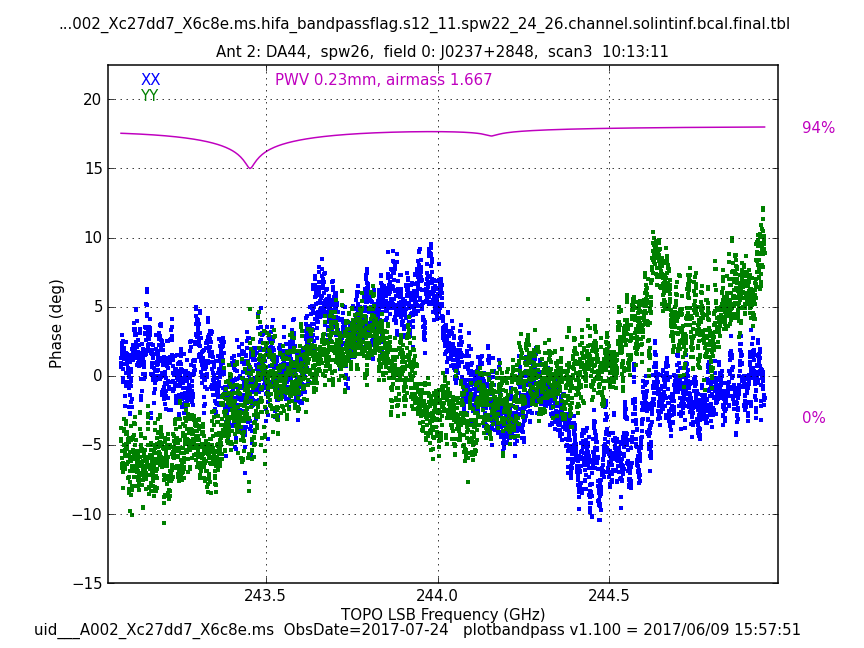 ...002_Xc27dd7_X6c8e.ms.hifa_bandpassflag.s12_11.spw22_24_26.channel.solintinf.bcal.final.tbl
Ant 2: DA44,  spw26,  field 0: J0237+2848,  scan3  10:13:11
XX
PWV 0.23mm, airmass 1.667
YY
20
94%
15
10
5
Phase (deg)
0
0%
−5
−10
−15
243.5
244.0
244.5
TOPO LSB Frequency (GHz)
uid___A002_Xc27dd7_X6c8e.ms  ObsDate=2017-07-24   plotbandpass v1.100 = 2017/06/09 15:57:51